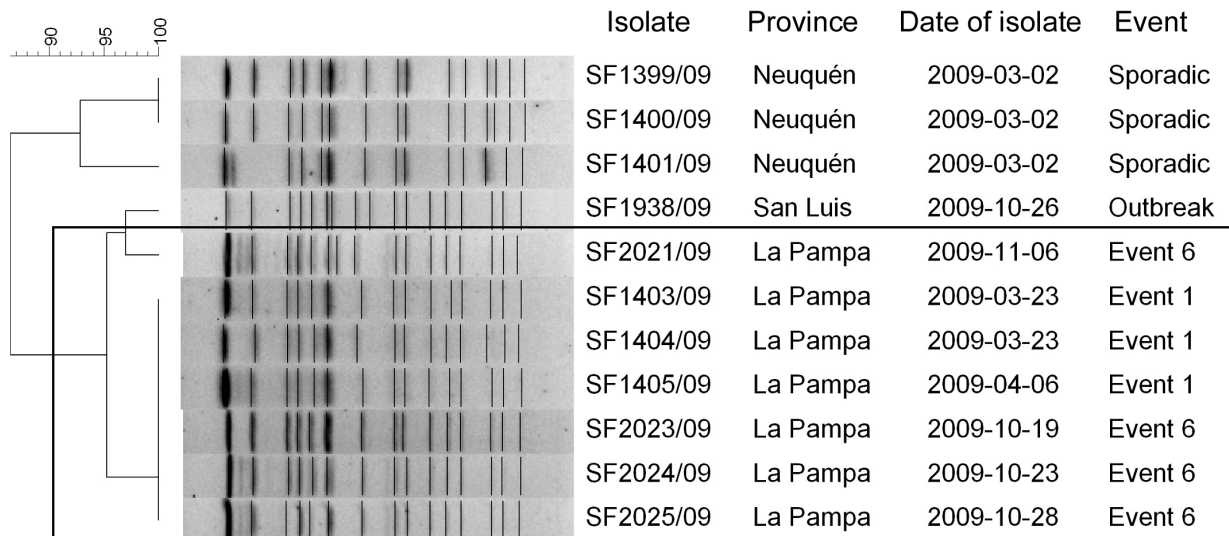 90 95 100
Isolate Province Date of isolate Event
SF1399/09 Neuquén 2009-03-02 Sporadic
SF1400/09 Neuquén 2009-03-02 Sporadic
SF1401/09 Neuquén 2009-03-02 Sporadic
SF1938/09 San Luis 2009-10-26 Outbreak
SF2021/09 La Pampa 2009-11-06 Event 6
SF1403/09 La Pampa 2009-03-23 Event 1
SF1404/09 La Pampa 2009-03-23 Event 1
SF1405/09 La Pampa 2009-04-06 Event 1
SF2023/09 La Pampa 2009-10-19 Event 6
SF2024/09 La Pampa 2009-10-23 Event 6
SF2025/09 La Pampa 2009-10-28 Event 6